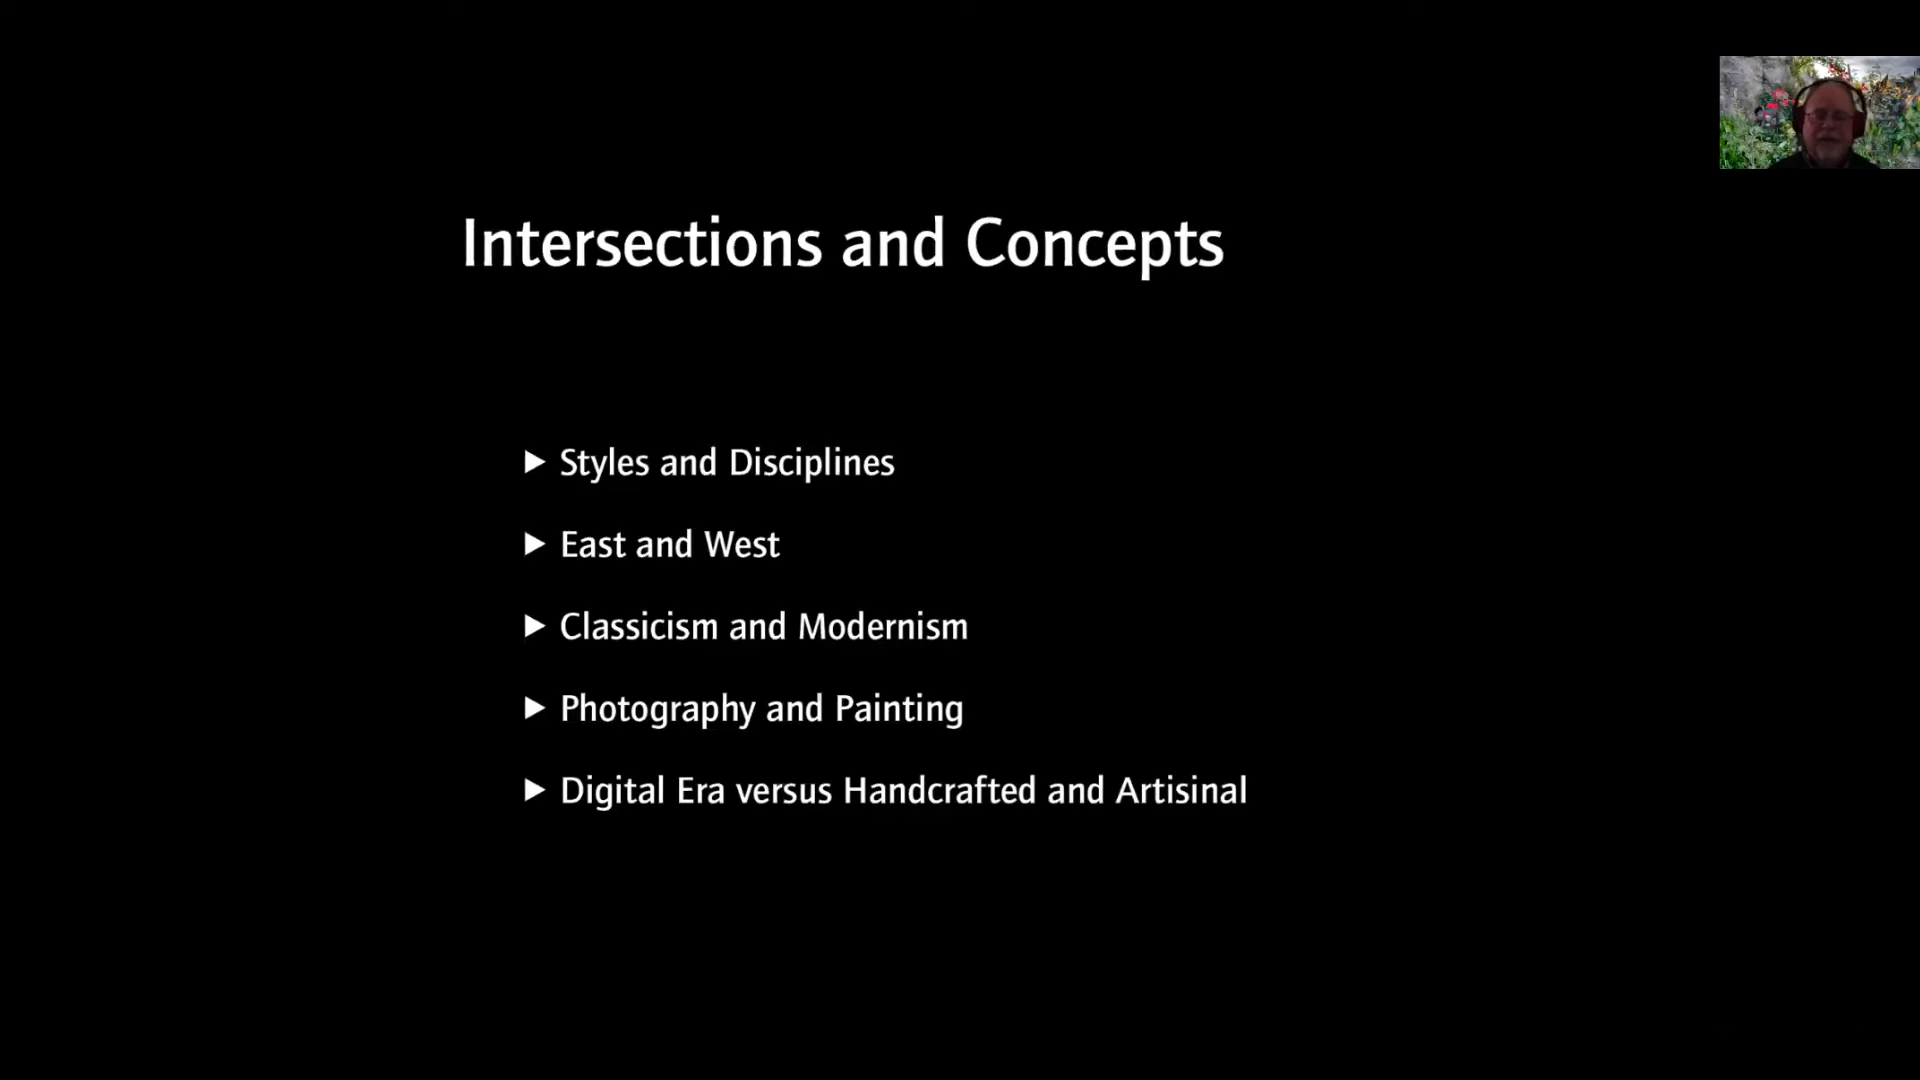 Intersections and Concepts
▶ Styles and Disciplines
▶ East and West
▶ Classicism and Modernism
▶ Photography and Painting
▶ Digital Era versus Handcrafted and Artisinal